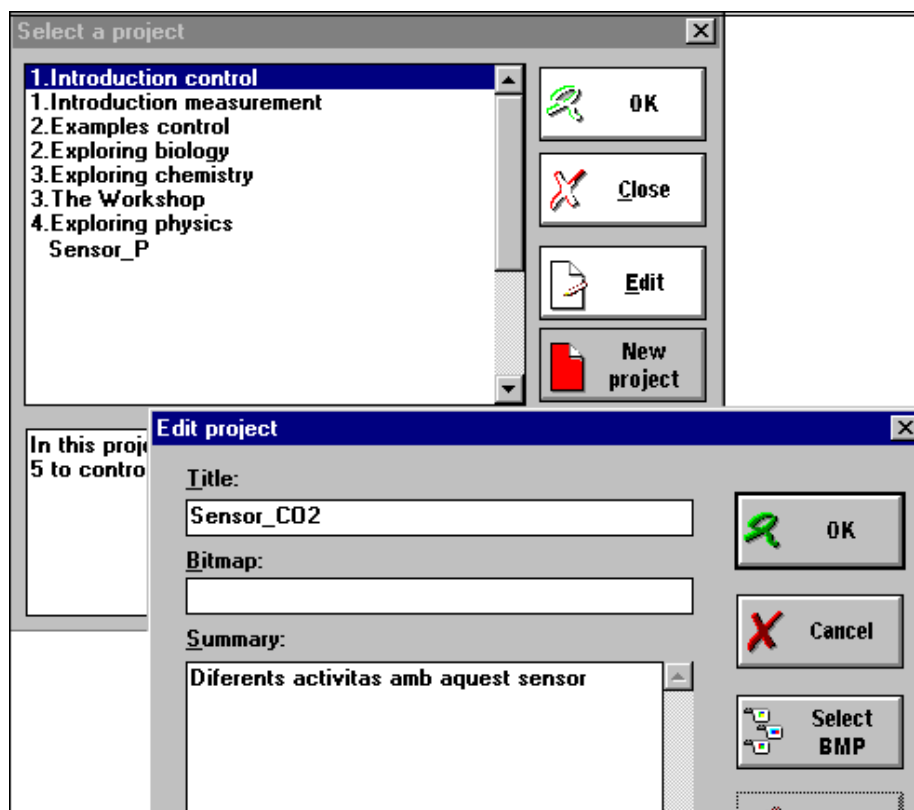 Select a project
1.Introduction control
1.Introduction measurement
2.Examples control
2.Exploring biology
3.Exploring chemistry
3.The Workshop
4.Exploring physics
Sensor_P
OK
Close
Edit
New
project
In this proje
5 to contro
Edit project
Title:
Sensor_CO2
Bitmap:
Summary:
Diferents activitas amb aquest sensor
OK
Cancel
Select
BMP